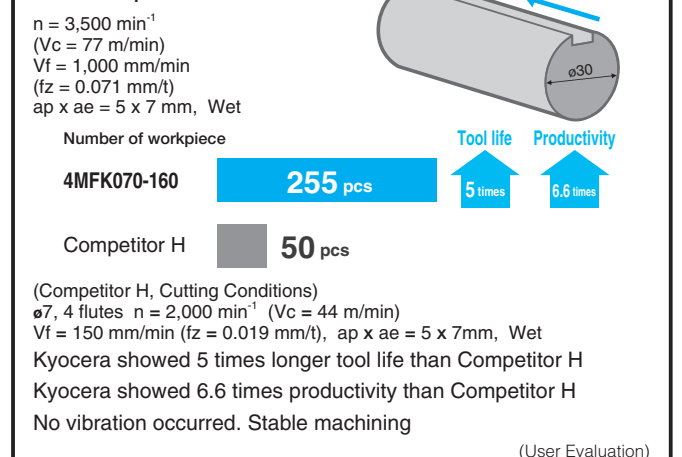 n = 3,500 min⁻¹
(Vc = 77 m/min)
Vf = 1,000 mm/min
(fz = 0.071 mm/t)
ap x ae = 5 x 7 mm, Wet
ø30
Number of workpiece
Tool life Productivity
4MFK070-160
255 pcs
5 times
6.6 times
Competitor H
50 pcs
(Competitor H, Cutting Conditions)
ø7, 4 flutes n = 2,000 min⁻¹ (Vc = 44 m/min)
Vf = 150 mm/min (fz = 0.019 mm/t), ap x ae = 5 x 7mm, Wet
Kyocera showed 5 times longer tool life than Competitor H
Kyocera showed 6.6 times productivity than Competitor H
No vibration occurred. Stable machining
(User Evaluation)